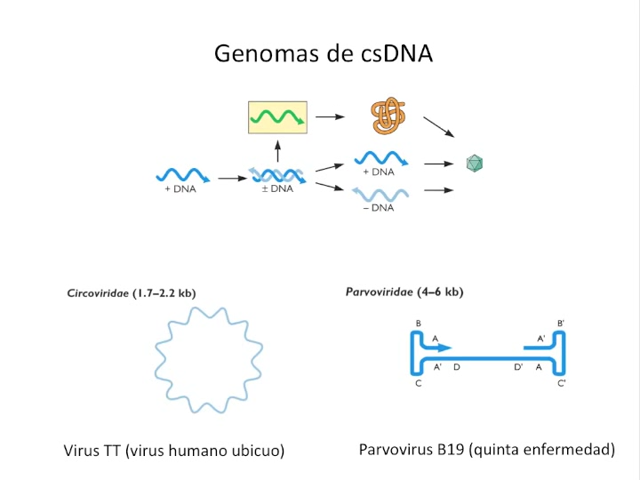 Genomas de csDNA
+ DNA
± DNA
+ DNA
− DNA
Circoviridae (1.7–2.2 kb)
Parvoviridae (4–6 kb)
B
A
A'
B'
A'
D
D'
A
C
C'
Virus TT (virus humano ubicuo)
Parvovirus B19 (quinta enfermedad)